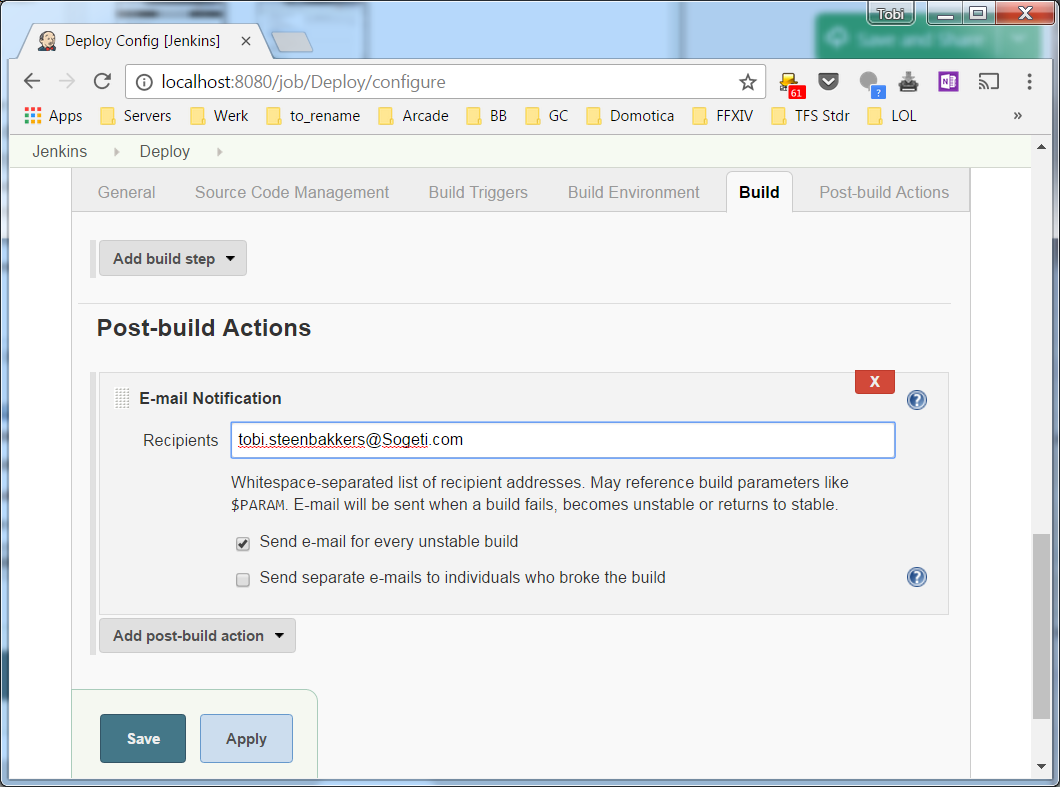 Tobi
Save and Share
Deploy Config [Jenkins]
localhost:8080/job/Deploy/configure
61
?
N
Apps Servers Werk to_rename Arcade BB GC Domotica FFXIV TFS Stdr LOL »
Jenkins Deploy
General Source Code Management Build Triggers Build Environment Build Post-build Actions
Add build step
Post-build Actions
X
E-mail Notification ?
Recipients tobi.steenbakkers@Sogeti.com
Whitespace-separated list of recipient addresses. May reference build parameters like
$PARAM. E-mail will be sent when a build fails, becomes unstable or returns to stable.
Send e-mail for every unstable build
Send separate e-mails to individuals who broke the build ?
Add post-build action
Save Apply